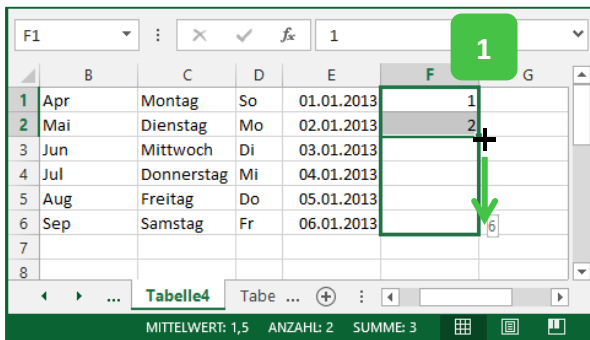 F1 fx 1
1
B C D E F G
1 Apr Montag So 01.01.2013 1
2 Mai Dienstag Mo 02.01.2013 2
3 Jun Mittwoch Di 03.01.2013
4 Jul Donnerstag Mi 04.01.2013
5 Aug Freitag Do 05.01.2013
6 Sep Samstag Fr 06.01.2013 6
7
8
... Tabelle4 Tabe ...
MITTELWERT: 1,5 ANZAHL: 2 SUMME: 3